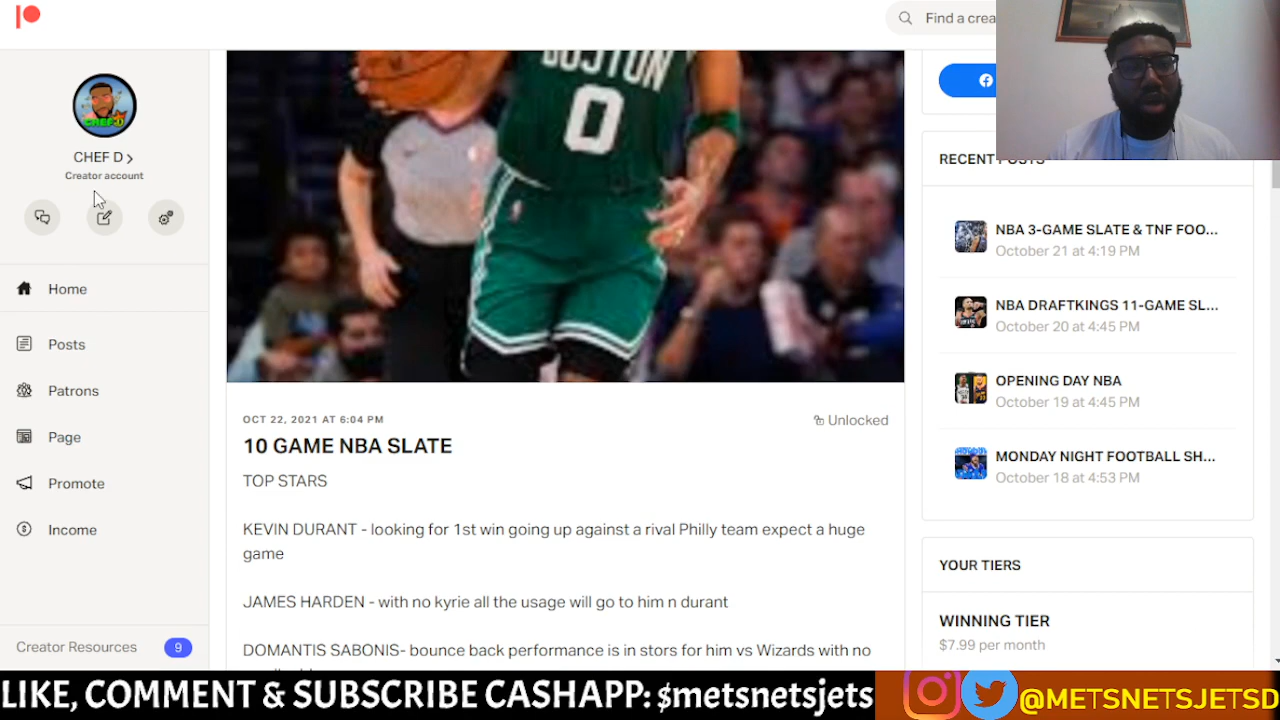 Find a crea
CHEFD
CHEF D >
Creator account
Home
Posts
Patrons
Page
Promote
Income
Creator Resources
9
BOSTON
0
OCT 22, 2021 AT 6:04 PM
Unlocked
10 GAME NBA SLATE
TOP STARS
KEVIN DURANT - looking for 1st win going up against a rival Philly team expect a huge
game
JAMES HARDEN - with no kyrie all the usage will go to him n durant
DOMANTIS SABONIS- bounce back performance is in stors for him vs Wizards with no
RECENT POSTS
NBA 3-GAME SLATE & TNF FOO...
October 21 at 4:19 PM
NBA DRAFTKINGS 11-GAME SL...
October 20 at 4:45 PM
OPENING DAY NBA
October 19 at 4:45 PM
MONDAY NIGHT FOOTBALL SH...
October 18 at 4:53 PM
YOUR TIERS
WINNING TIER
$7.99 per month
LIKE, COMMENT & SUBSCRIBE CASHAPP: $metsnetsjets
@METSNETSJETSD